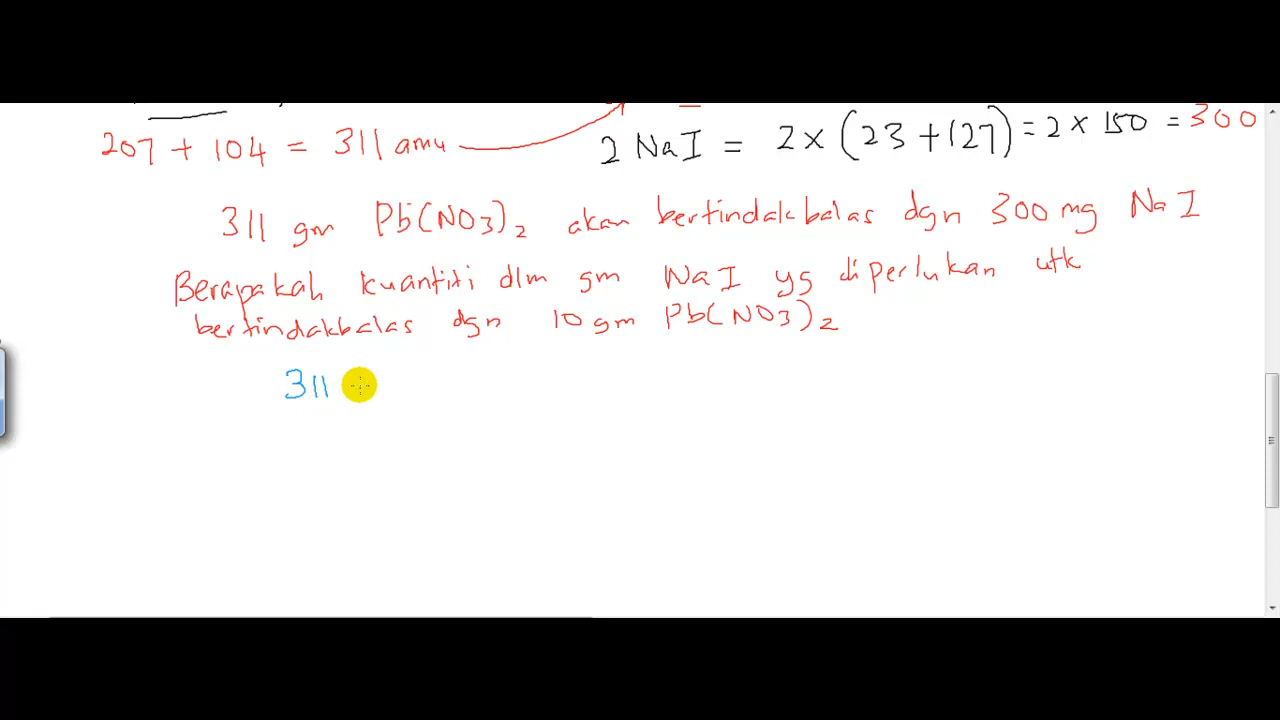 207 + 104 = 311 amu
2 NaI = 2 x (23 + 127) = 2 x 150 = 300
311 gm Pb(NO3)2 akan bertindakbalas dgn 300 mg NaI
Berapakah kuantiti dlm gm NaI yg diperlukan utk
bertindakbalas dgn 10 gm Pb(NO3)2
311